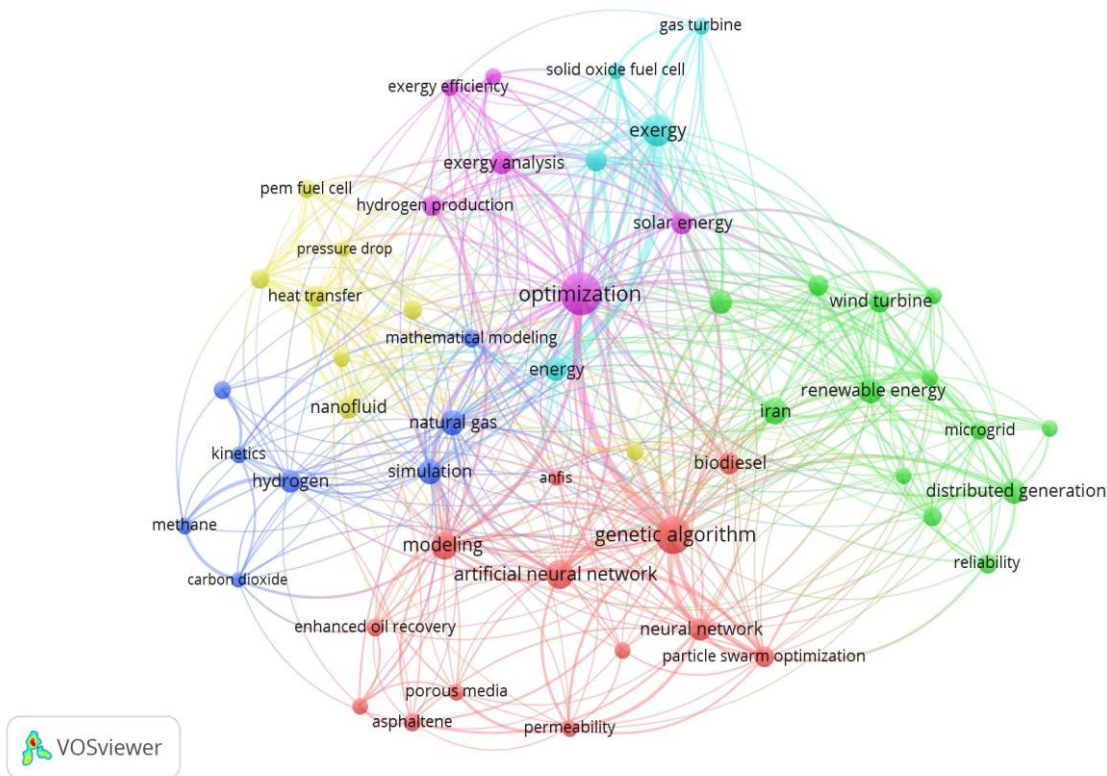 gas turbine
solid oxide fuel cell
exergy efficiency
exergy
exergy analysis
pem fuel cell
hydrogen production
solar energy
pressure drop
optimization
heat transfer
wind turbine
mathematical modeling
energy
renewable energy
nanofluid
iran
natural gas
microgrid
kinetics
biodiesel
simulation
anfis
hydrogen
distributed generation
methane
genetic algorithm
modeling
reliability
artificial neural network
carbon dioxide
enhanced oil recovery
neural network
particle swarm optimization
porous media
asphaltene
permeability
VOSviewer